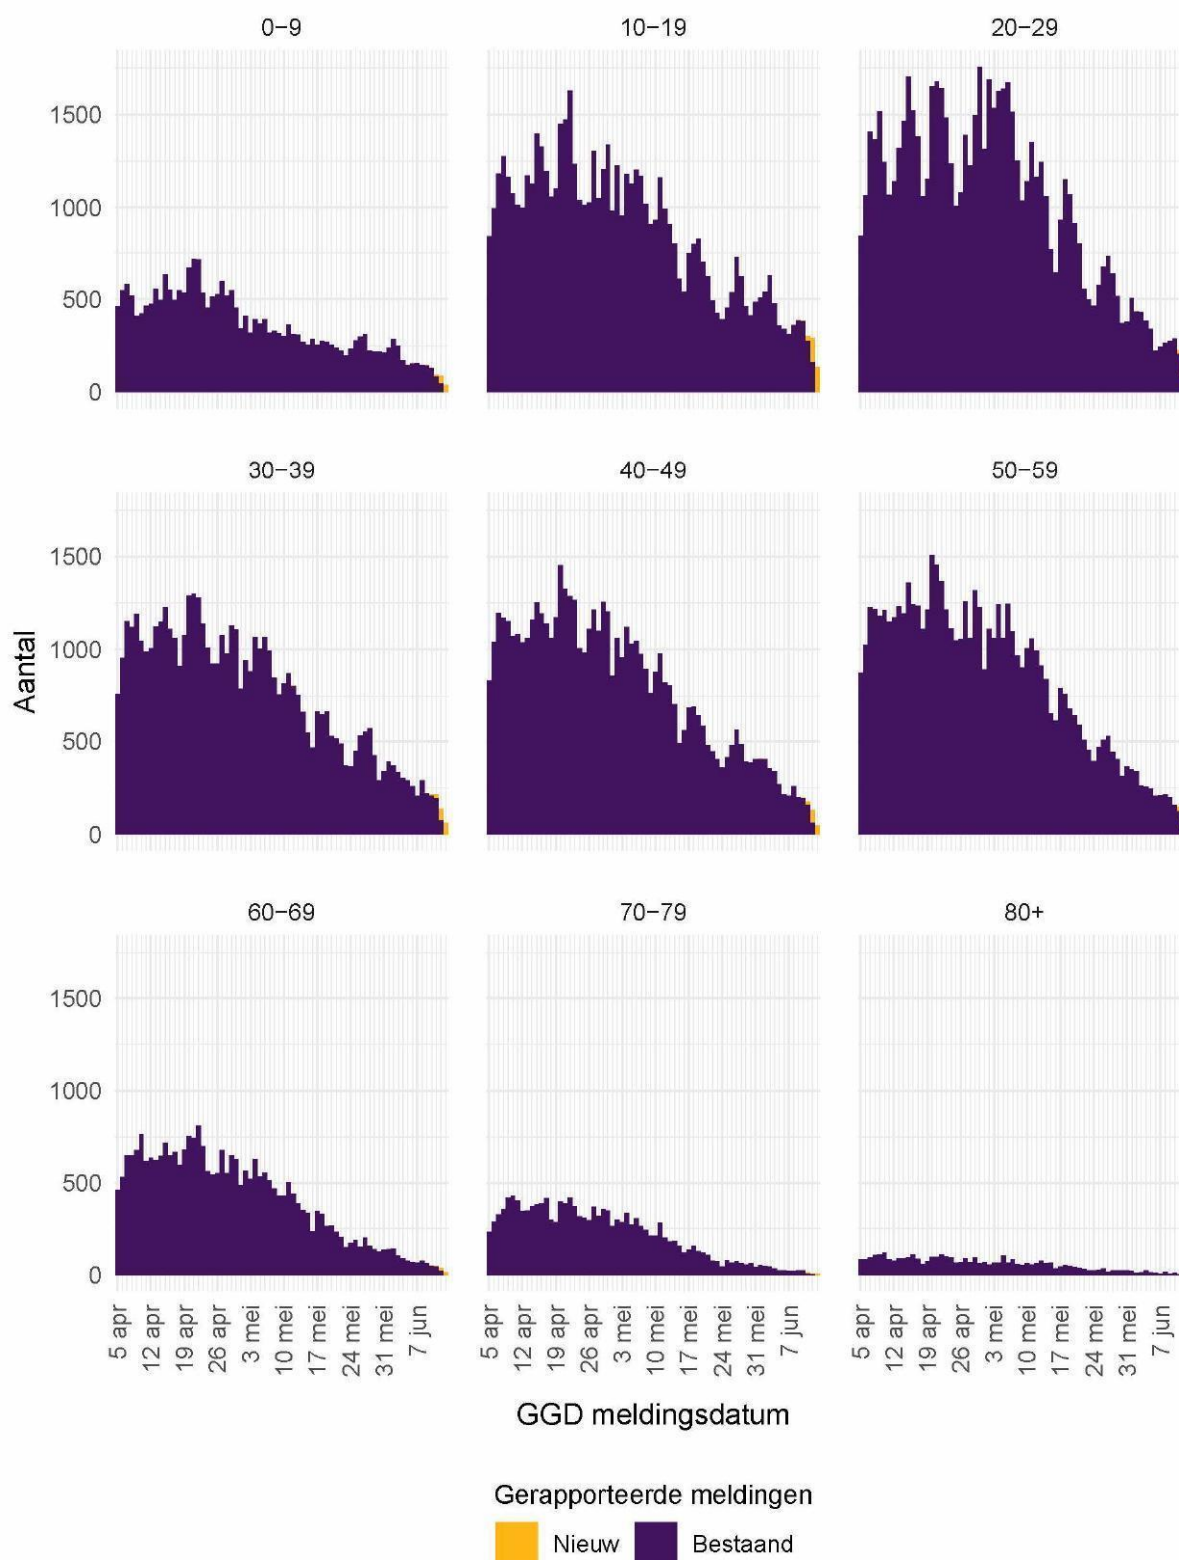 0−9 10−19 20−29
1500
1000
500
0
30−39 40−49 50−59
1500
1000
500
0
Aantal
60−69 70−79 80+
1500
1000
500
0
5 apr 12 apr 19 apr 26 apr 3 mei 10 mei 17 mei 24 mei 31 mei 7 jun 5 apr 12 apr 19 apr 26 apr 3 mei 10 mei 17 mei 24 mei 31 mei 7 jun 5 apr 12 apr 19 apr 26 apr 3 mei 10 mei 17 mei 24 mei 31 mei 7 jun
GGD meldingsdatum
Gerapporteerde meldingen
Nieuw Bestaand